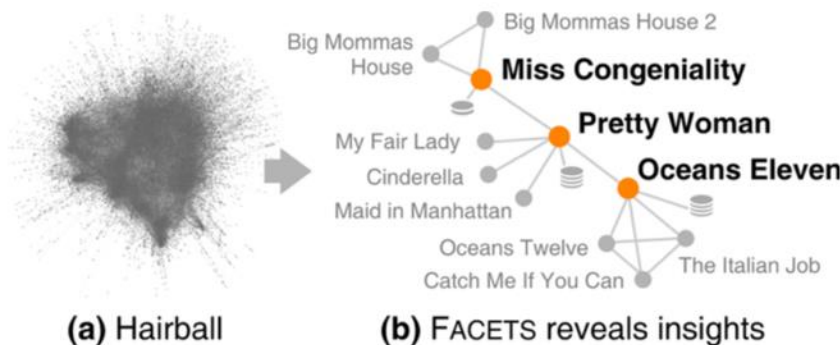 Big Mommas House 2
Big Mommas
House
Miss Congeniality
Pretty Woman
My Fair Lady
Oceans Eleven
Cinderella
Maid in Manhattan
Oceans Twelve
The Italian Job
Catch Me If You Can
(a) Hairball
(b) FACETS reveals insights